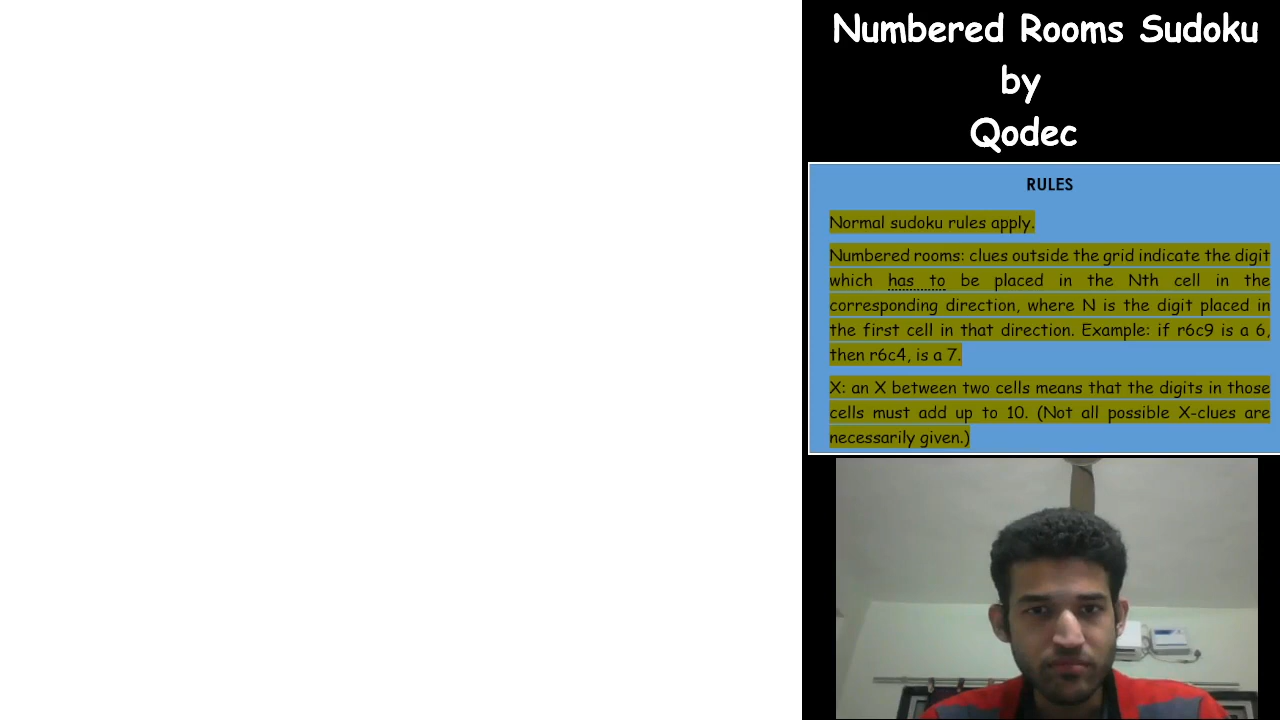 Numbered Rooms Sudoku
by
Qodec
RULES
Normal sudoku rules apply.
Numbered rooms: clues outside the grid indicate the digit
which has to be placed in the Nth cell in the
corresponding direction, where N is the digit placed in
the first cell in that direction. Example: if r6c9 is a 6,
then r6c4, is a 7.
X: an X between two cells means that the digits in those
cells must add up to 10. (Not all possible X-clues are
necessarily given.)